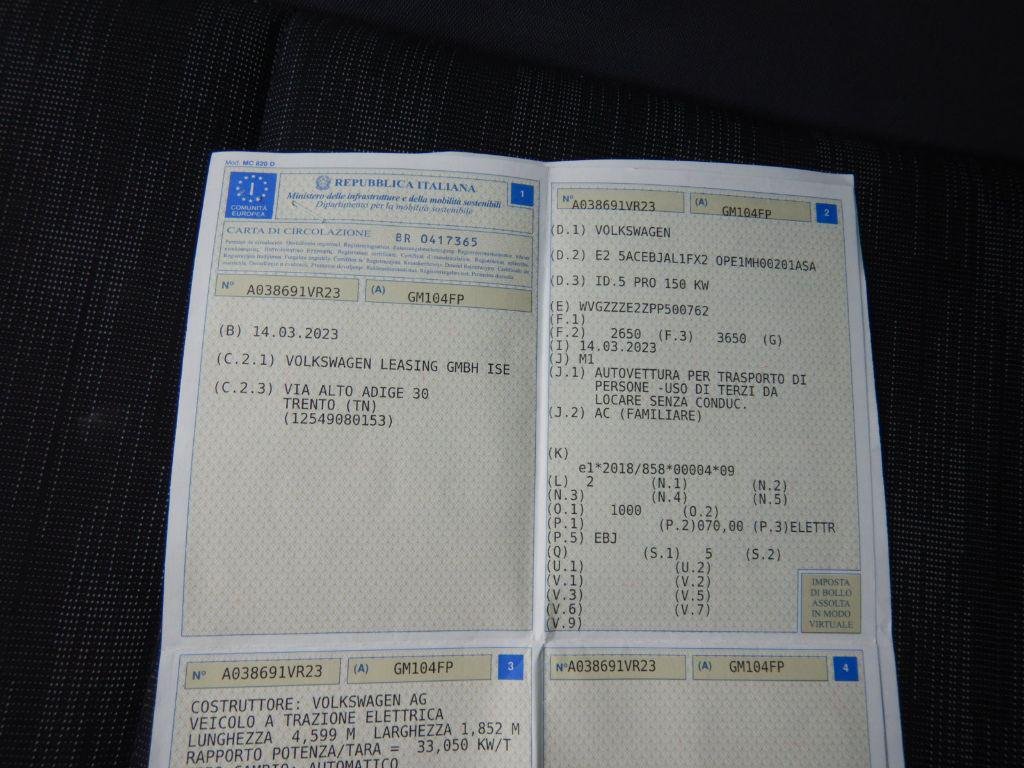 Mod. MC 820 D
COMUNITÀ
EUROPEA
I
REPUBBLICA ITALIANA
Ministero delle infrastrutture e della mobilità sostenibili
Dipartimento per la mobilità sostenibile
1
CARTA DI CIRCOLAZIONE BR 0417365
N° A038691VR23 (A) GM104FP
(B) 14.03.2023
(C.2.1) VOLKSWAGEN LEASING GMBH ISE
(C.2.3) VIA ALTO ADIGE 30
TRENTO (TN)
(12549080153)
N° A038691VR23 (A) GM104FP 2
(D.1) VOLKSWAGEN
(D.2) E2 5ACEBJAL1FX2 OPE1MH00201ASA
(D.3) ID.5 PRO 150 KW
(E) WVGZZZE2ZPP500762
(F.1)
(F.2) 2650 (F.3) 3650 (G)
(I) 14.03.2023
(J) M1
(J.1) AUTOVETTURA PER TRASPORTO DI
PERSONE -USO DI TERZI DA
LOCARE SENZA CONDUC.
(J.2) AC (FAMILIARE)
(K)
e1*2018/858*00004*09
(L) 2 (N.1) (N.2)
(N.3) (N.4) (N.5)
(O.1) 1000 (O.2)
(P.1) (P.2)070,00 (P.3)ELETTR
(P.5) EBJ
(Q) (S.1) 5 (S.2)
(U.1) (U.2)
(V.1) (V.2)
(V.3) (V.5)
(V.6) (V.7)
(V.9)
IMPOSTA
DI BOLLO
ASSOLTA
IN MODO
VIRTUALE
N° A038691VR23 (A) GM104FP 3
COSTRUTTORE: VOLKSWAGEN AG
VEICOLO A TRAZIONE ELETTRICA
LUNGHEZZA 4,599 M LARGHEZZA 1,852 M
RAPPORTO POTENZA/TARA = 33,050 KW/T
CAMBIO: AUTOMATICO
N° A038691VR23 (A) GM104FP 4